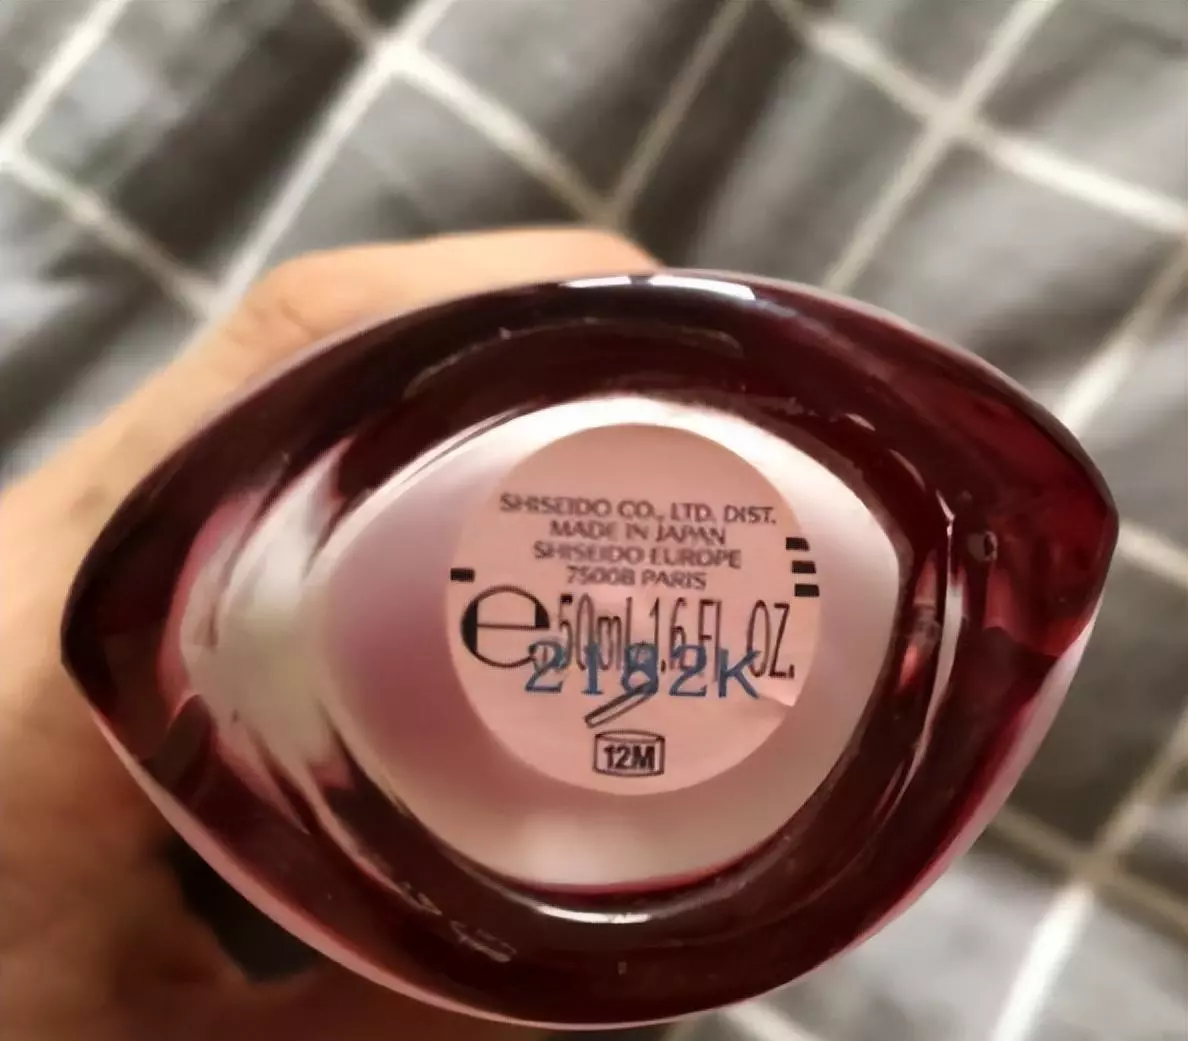 SHISEIDO CO., LTD. DIST.
MADE IN JAPAN
SHISEIDO EUROPE
75008 PARIS
℮ 50ml 1.6 FL. OZ.
2182K
12M